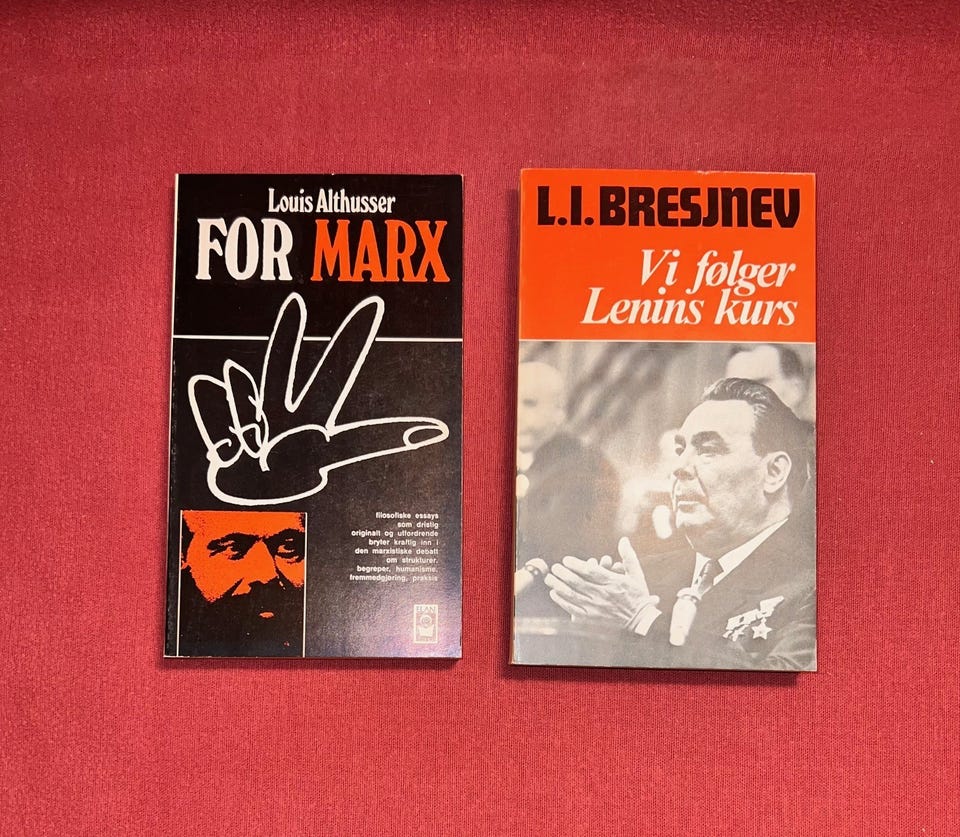 Louis Althusser
FOR MARX
filosofiske essays
som dristig
originalt og utfordrende
bryter kraftig inn i
den marxistiske debatt
om strukturer,
begreper, humanisme,
fremmedgjøring, praksis
ELAN
L.I.BRESJNEV
Vi følger
Lenins kurs